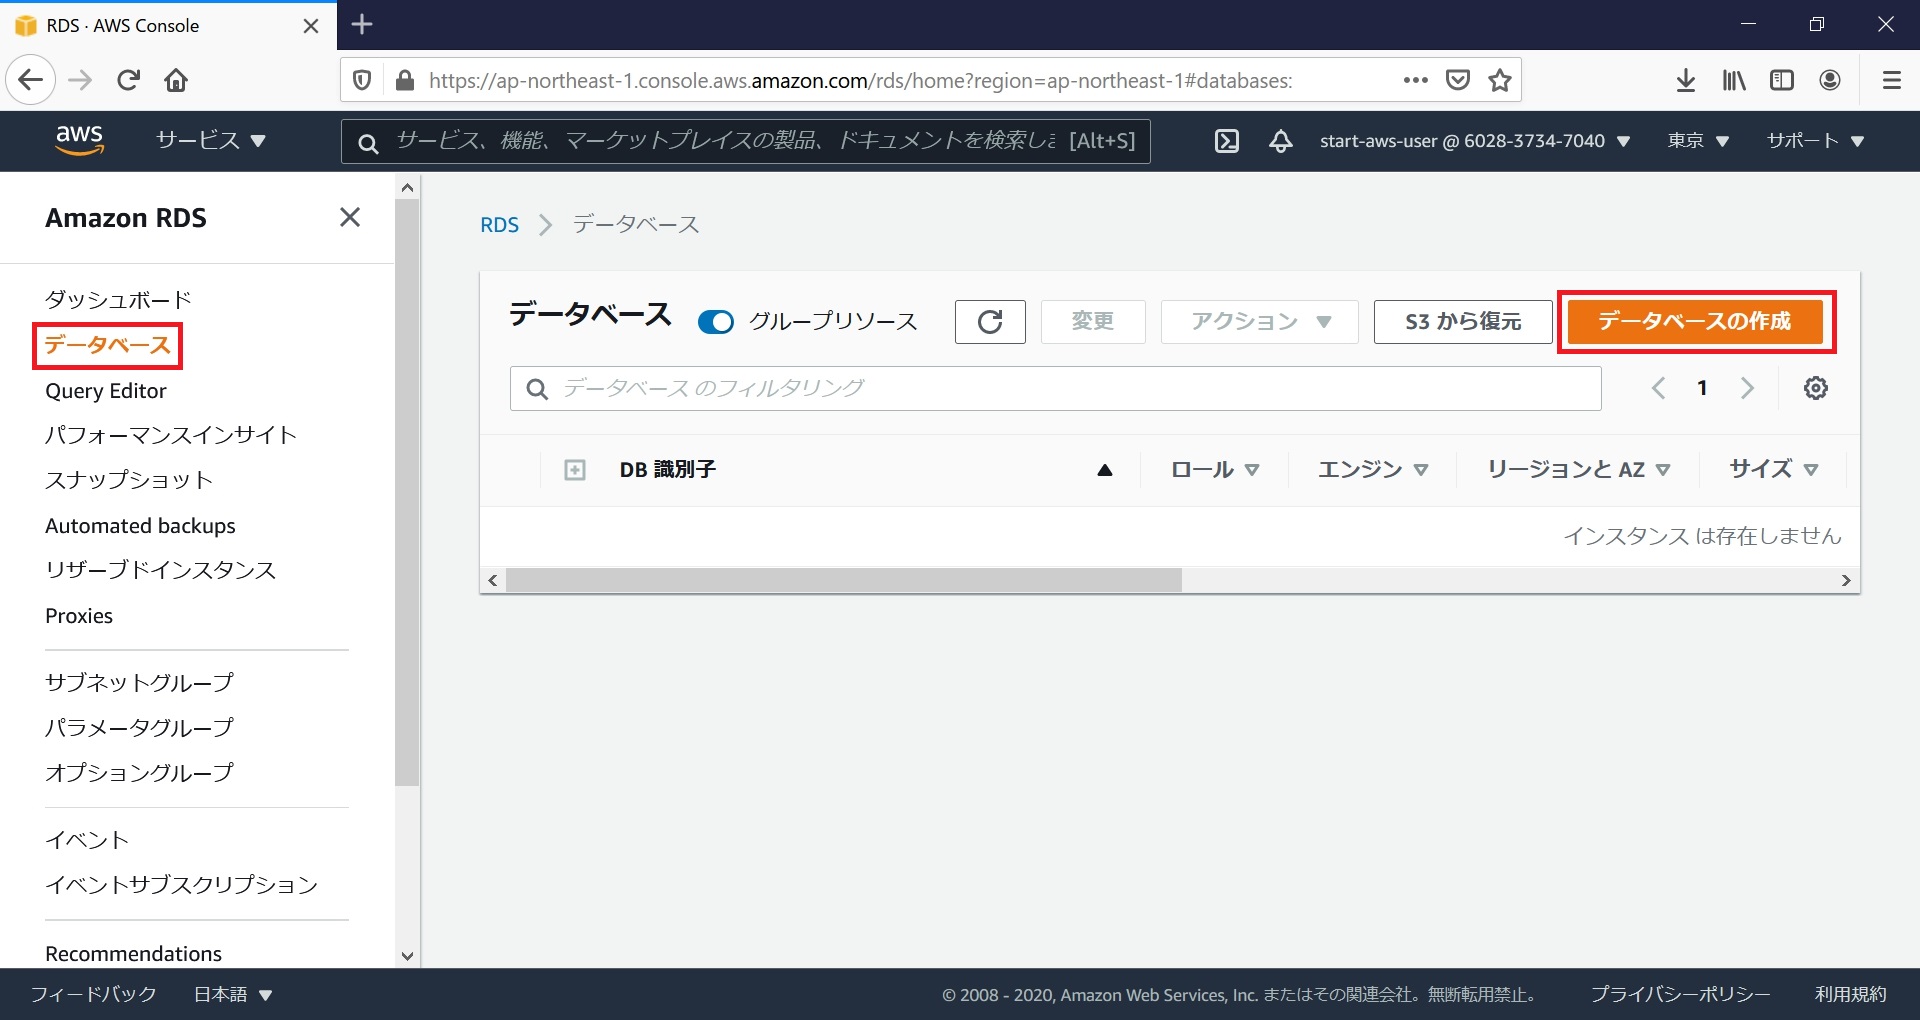 RDS · AWS Console
https://ap-northeast-1.console.aws.amazon.com/rds/home?region=ap-northeast-1#databases:
aws
サービス
サービス、機能、マーケットプレイスの製品、ドキュメントを検索しま [Alt+S]
start-aws-user @ 6028-3734-7040
東京
サポート
Amazon RDS
ダッシュボード
データベース
Query Editor
パフォーマンスインサイト
スナップショット
Automated backups
リザーブドインスタンス
Proxies
サブネットグループ
パラメータグループ
オプショングループ
イベント
イベントサブスクリプション
Recommendations
RDS > データベース
データベース
グループリソース
変更
アクション
S3 から復元
データベースの作成
データベース のフィルタリング
1
DB 識別子
ロール
エンジン
リージョンと AZ
サイズ
インスタンス は存在しません
フィードバック
日本語
© 2008 - 2020, Amazon Web Services, Inc. またはその関連会社。無断転用禁止。
プライバシーポリシー
利用規約